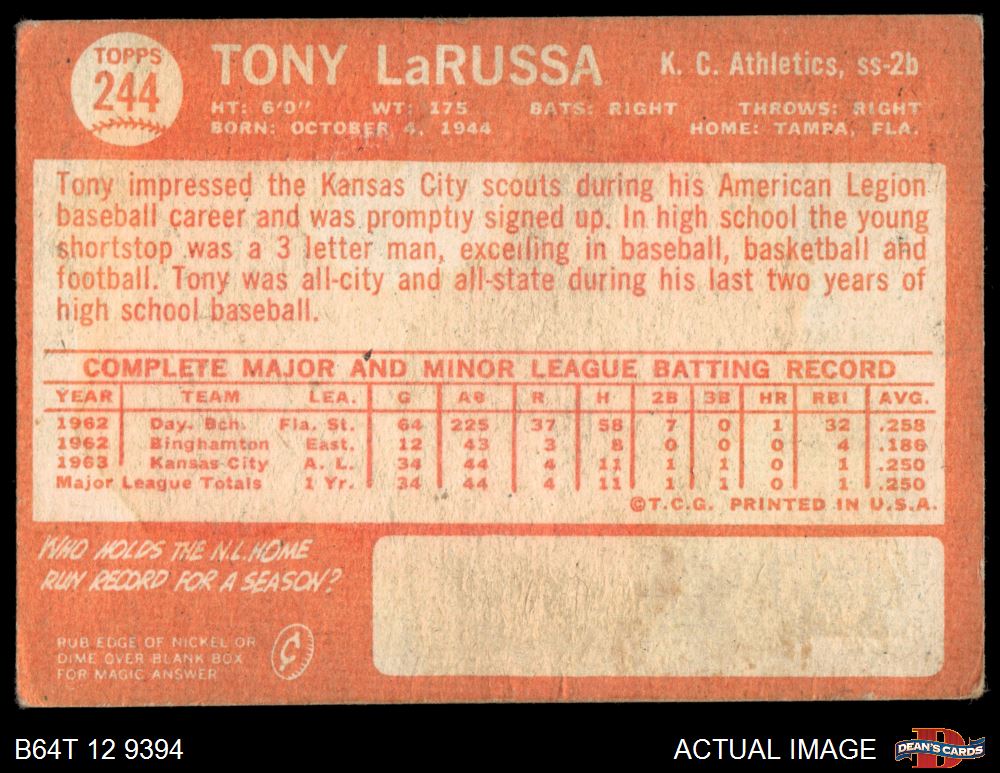 TOPPS
244
TONY LaRUSSA
K. C. Athletics, ss-2b
HT: 6'0" WT: 175 BATS: RIGHT THROWS: RIGHT
BORN: OCTOBER 4, 1944 HOME: TAMPA, FLA.
Tony impressed the Kansas City scouts during his American Legion
baseball career and was promptly signed up. In high school the young
shortstop was a 3 letter man, excelling in baseball, basketball and
football. Tony was all-city and all-state during his last two years of
high school baseball.
COMPLETE MAJOR AND MINOR LEAGUE BATTING RECORD
YEAR TEAM LEA. G AB R H 2B 3B HR RBI AVG.
1962 Day. Bch. Fla. St. 64 225 37 58 7 0 1 32 .258
1962 Binghamton East. 12 43 3 8 0 0 0 4 .186
1963 Kansas City A. L. 34 44 4 11 1 1 0 1 .250
Major League Totals 1 Yr. 34 44 4 11 1 1 0 1 .250
©T.C.G. PRINTED IN U.S.A.
WHO HOLDS THE N.L. HOME
RUN RECORD FOR A SEASON?
RUB EDGE OF NICKEL OR
DIME OVER BLANK BOX
FOR MAGIC ANSWER
B64T 12 9394
ACTUAL IMAGE
DEAN'S CARDS